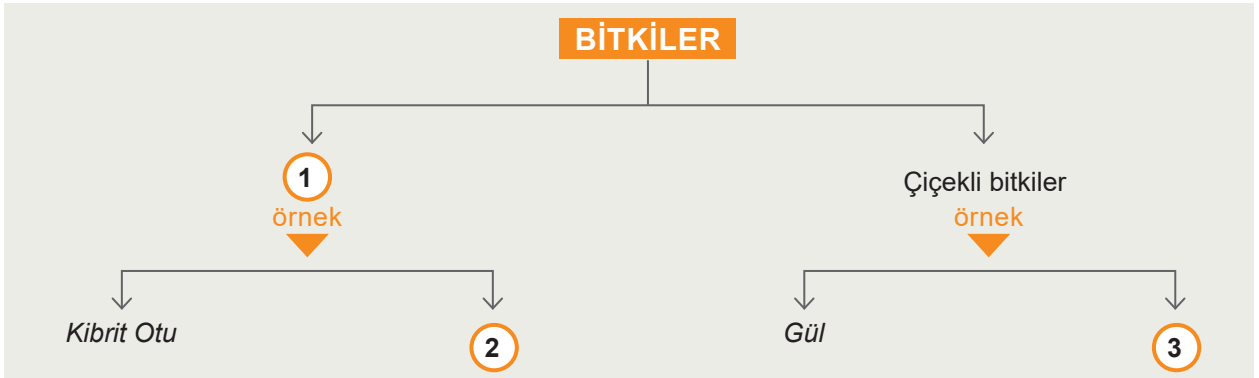 BİTKİLER
1
örnek
Çiçekli bitkiler
örnek
Kibrit Otu
2
Gül
3